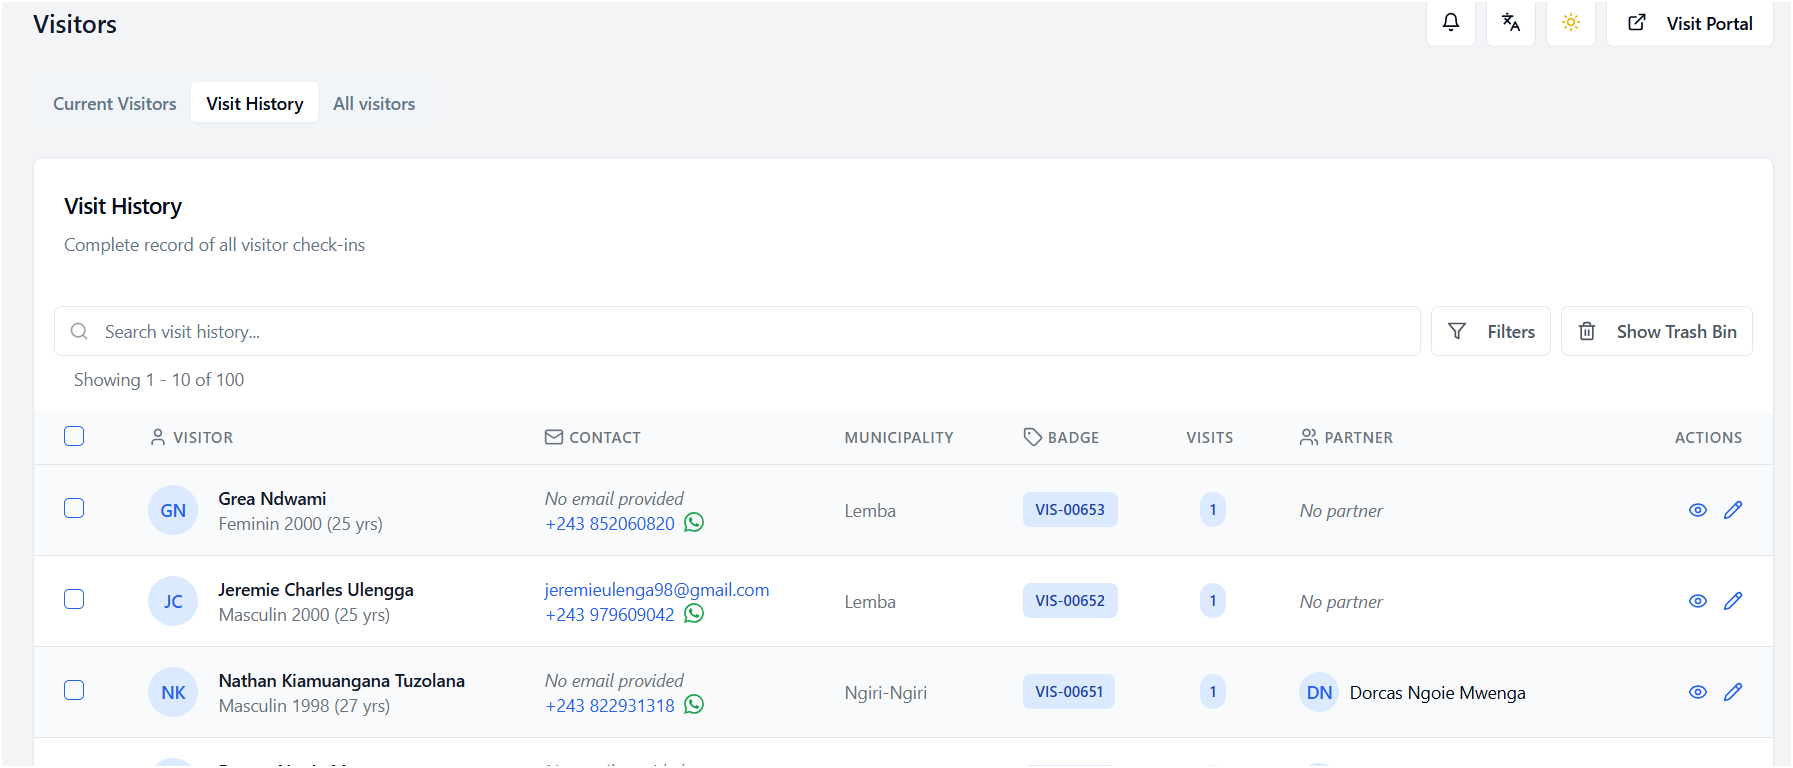 Visitors
Visit Portal
Current Visitors Visit History All visitors
Visit History
Complete record of all visitor check-ins
Search visit history...
Filters
Show Trash Bin
Showing 1 - 10 of 100
VISITOR CONTACT MUNICIPALITY BADGE VISITS PARTNER ACTIONS
GN
Grea Ndwami
Feminin 2000 (25 yrs)
No email provided
+243 852060820
Lemba
VIS-00653
1
No partner
JC
Jeremie Charles Ulengga
Masculin 2000 (25 yrs)
jeremieulenga98@gmail.com
+243 979609042
Lemba
VIS-00652
1
No partner
NK
Nathan Kiamuangana Tuzolana
Masculin 1998 (27 yrs)
No email provided
+243 822931318
Ngiri-Ngiri
VIS-00651
1
DN
Dorcas Ngoie Mwenga